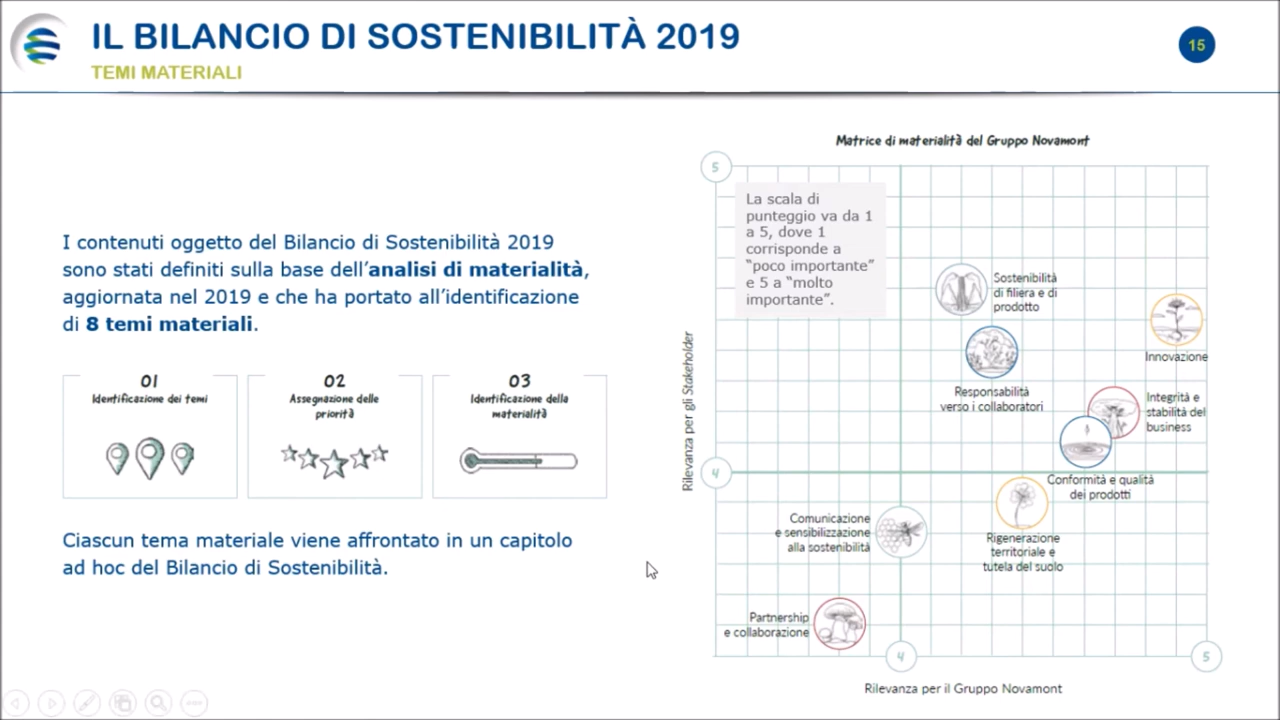 IL BILANCIO DI SOSTENIBILITÀ 2019
TEMI MATERIALI
15
I contenuti oggetto del Bilancio di Sostenibilità 2019
sono stati definiti sulla base dell'analisi di materialità,
aggiornata nel 2019 e che ha portato all'identificazione
di 8 temi materiali.
01
Identificazione dei temi
02
Assegnazione delle
priorità
03
Identificazione della
materialità
Ciascun tema materiale viene affrontato in un capitolo
ad hoc del Bilancio di Sostenibilità.
Matrice di materialità del Gruppo Novamont
5
La scala di
punteggio va da 1
a 5, dove 1
corrisponde a
“poco importante”
e 5 a “molto
importante”.
Sostenibilità
di filiera e di
prodotto
Innovazione
Responsabilità
verso i collaboratori
Integrità e
stabilità del
business
Rilevanza per gli Stakeholder
4
Conformità e qualità
dei prodotti
Comunicazione
e sensibilizzazione
alla sostenibilità
Rigenerazione
territoriale e
tutela del suolo
Partnership
e collaborazione
4
5
Rilevanza per il Gruppo Novamont